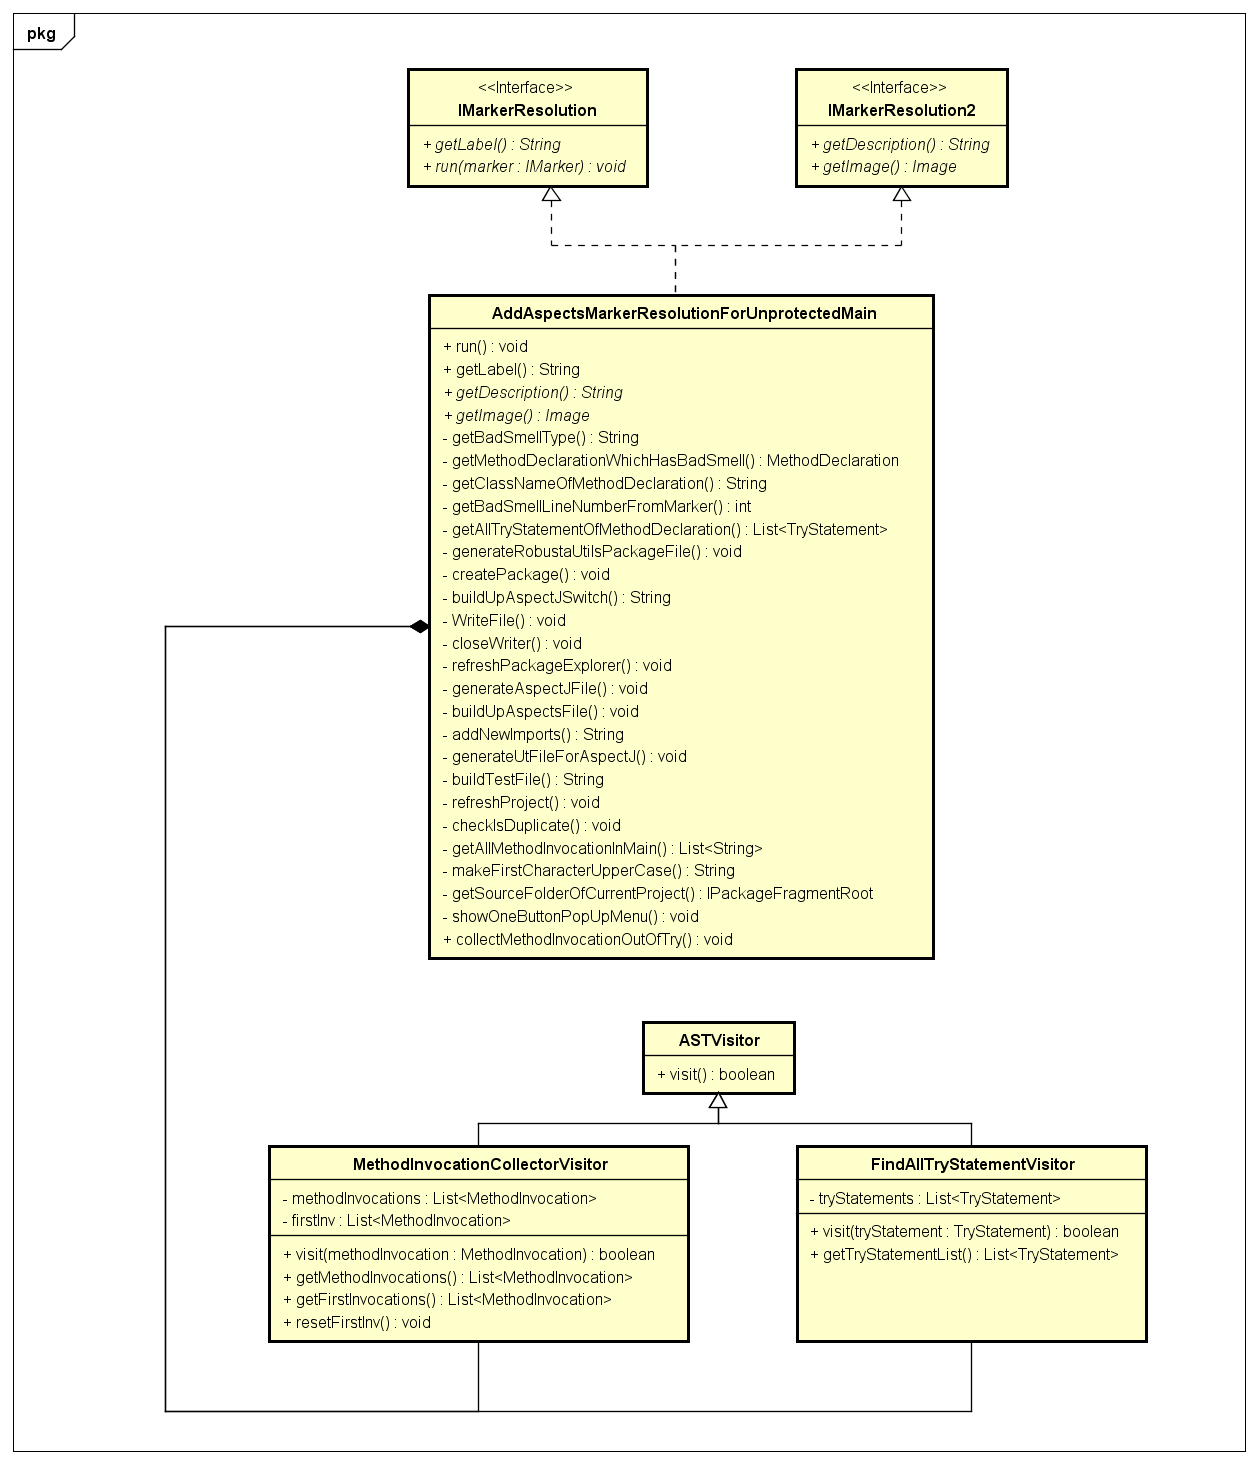 pkg
<<Interface>>
IMarkerResolution
+ getLabel() : String
+ run(marker : IMarker) : void
<<Interface>>
IMarkerResolution2
+ getDescription() : String
+ getImage() : Image
AddAspectsMarkerResolutionForUnprotectedMain
+ run() : void
+ getLabel() : String
+ getDescription() : String
+ getImage() : Image
- getBadSmellType() : String
- getMethodDeclarationWhichHasBadSmell() : MethodDeclaration
- getClassNameOfMethodDeclaration() : String
- getBadSmellLineNumberFromMarker() : int
- getAllTryStatementOfMethodDeclaration() : List<TryStatement>
- generateRobustaUtilsPackageFile() : void
- createPackage() : void
- buildUpAspectJSwitch() : String
- WriteFile() : void
- closeWriter() : void
- refreshPackageExplorer() : void
- generateAspectJFile() : void
- buildUpAspectsFile() : void
- addNewImports() : String
- generateUtFileForAspectJ() : void
- buildTestFile() : String
- refreshProject() : void
- checkIsDuplicate() : void
- getAllMethodInvocationInMain() : List<String>
- makeFirstCharacterUpperCase() : String
- getSourceFolderOfCurrentProject() : IPackageFragmentRoot
- showOneButtonPopUpMenu() : void
+ collectMethodInvocationOutOfTry() : void
ASTVisitor
+ visit() : boolean
MethodInvocationCollectorVisitor
- methodInvocations : List<MethodInvocation>
- firstInv : List<MethodInvocation>
+ visit(methodInvocation : MethodInvocation) : boolean
+ getMethodInvocations() : List<MethodInvocation>
+ getFirstInvocations() : List<MethodInvocation>
+ resetFirstInv() : void
FindAllTryStatementVisitor
- tryStatements : List<TryStatement>
+ visit(tryStatement : TryStatement) : boolean
+ getTryStatementList() : List<TryStatement>